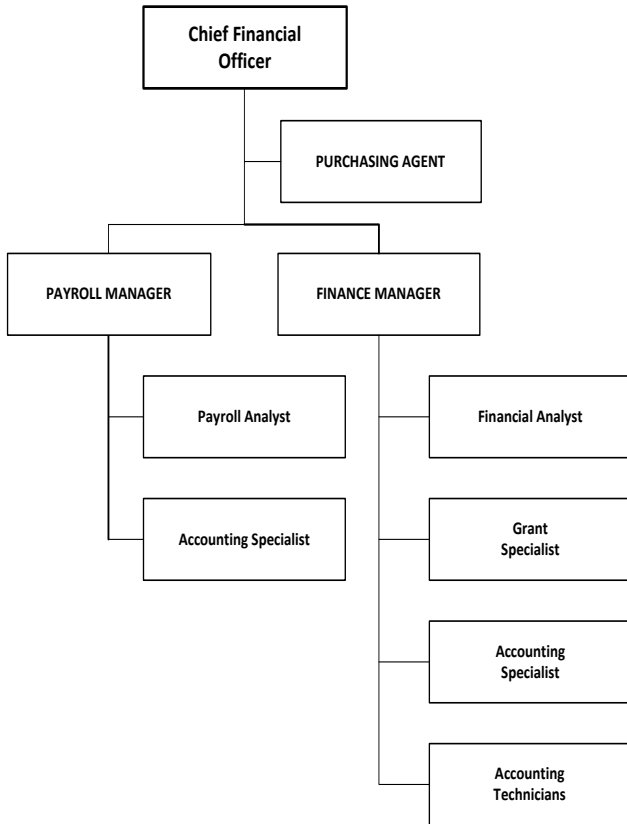 Chief Financial
Officer
PURCHASING AGENT
PAYROLL MANAGER
FINANCE MANAGER
Payroll Analyst
Financial Analyst
Accounting Specialist
Grant
Specialist
Accounting
Specialist
Accounting
Technicians